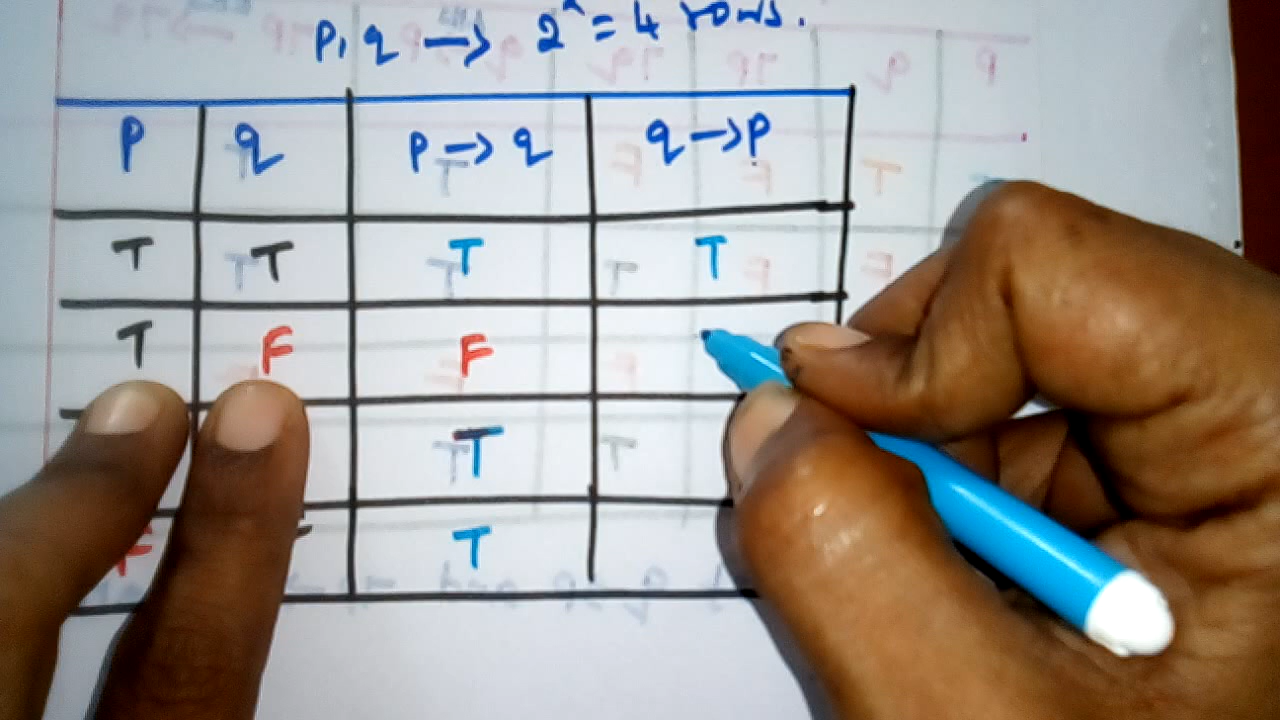 p, q → 2² = 4 rows.
p q p → q q → p
T T T T
T F F
T
F T